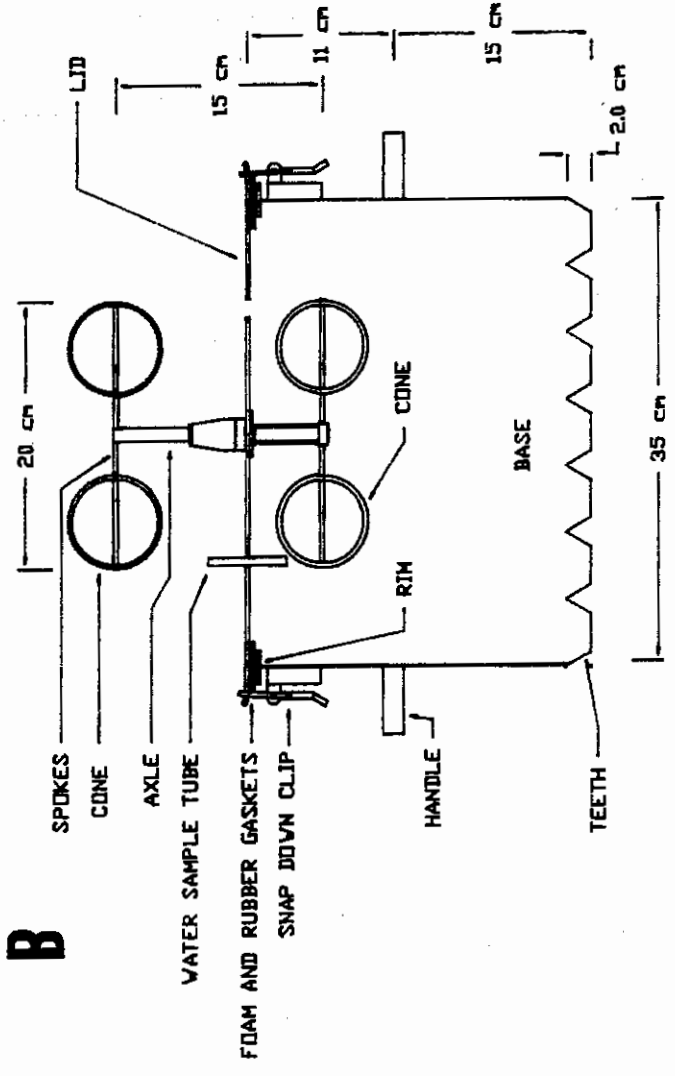 B
SPOKES
CONE
AXLE
WATER SAMPLE TUBE
FOAM AND RUBBER GASKETS
SNAP DOWN CLIP
HANDLE
TEETH
20 cm
LID
15 cm
11 cm
15 cm
2.0 cm
CONE
RIM
BASE
35 cm